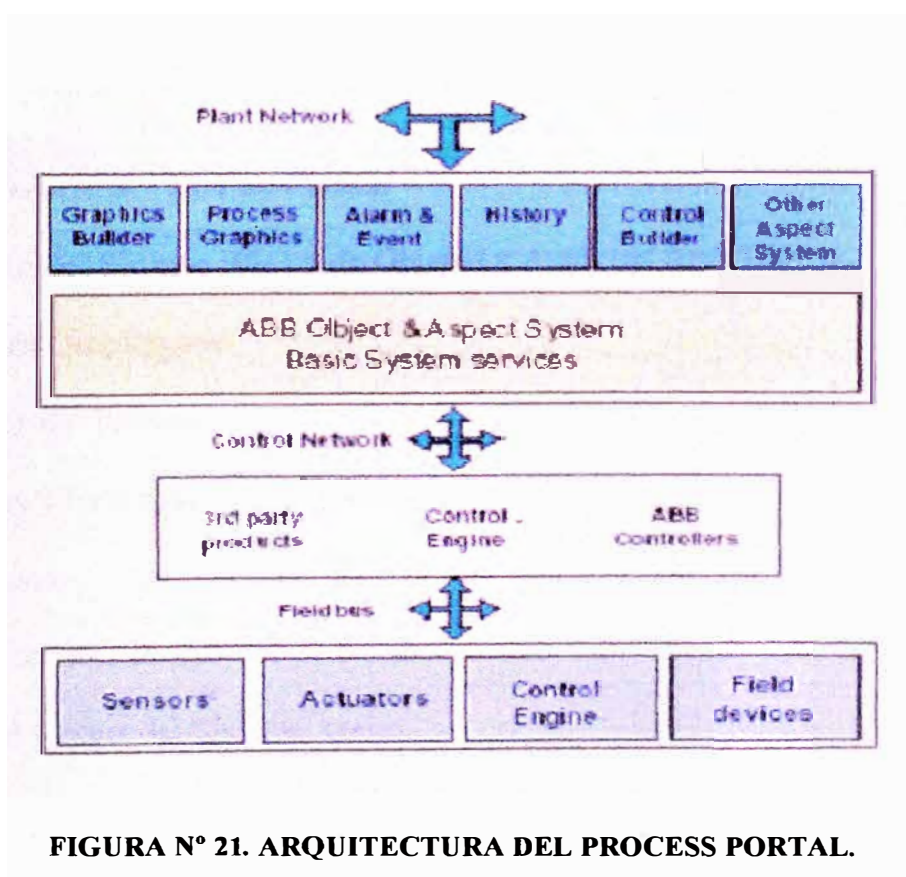 Plant Network
Graphics
Builder
Process
Graphics
Alarm &
Event
History
Control
Builder
Other
Aspect
System
ABB Object & Aspect System
Basic System services
Control Network
3rd party
products
Control
Engine
ABB
Controllers
Field bus
Sensors
Actuators
Control
Engine
Field
devices
FIGURA Nº 21. ARQUITECTURA DEL PROCESS PORTAL.